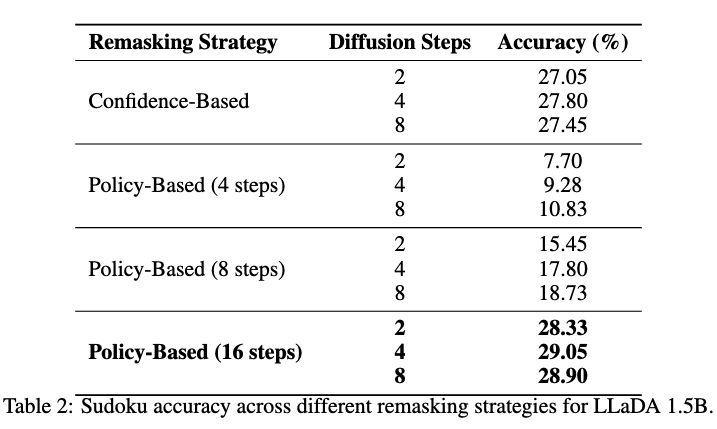 Remasking Strategy Diffusion Steps Accuracy (%)
2 27.05
Confidence-Based 4 27.80
8 27.45
2 7.70
Policy-Based (4 steps) 4 9.28
8 10.83
2 15.45
Policy-Based (8 steps) 4 17.80
8 18.73
2 28.33
Policy-Based (16 steps) 4 29.05
8 28.90
Table 2: Sudoku accuracy across different remasking strategies for LLaDA 1.5B.